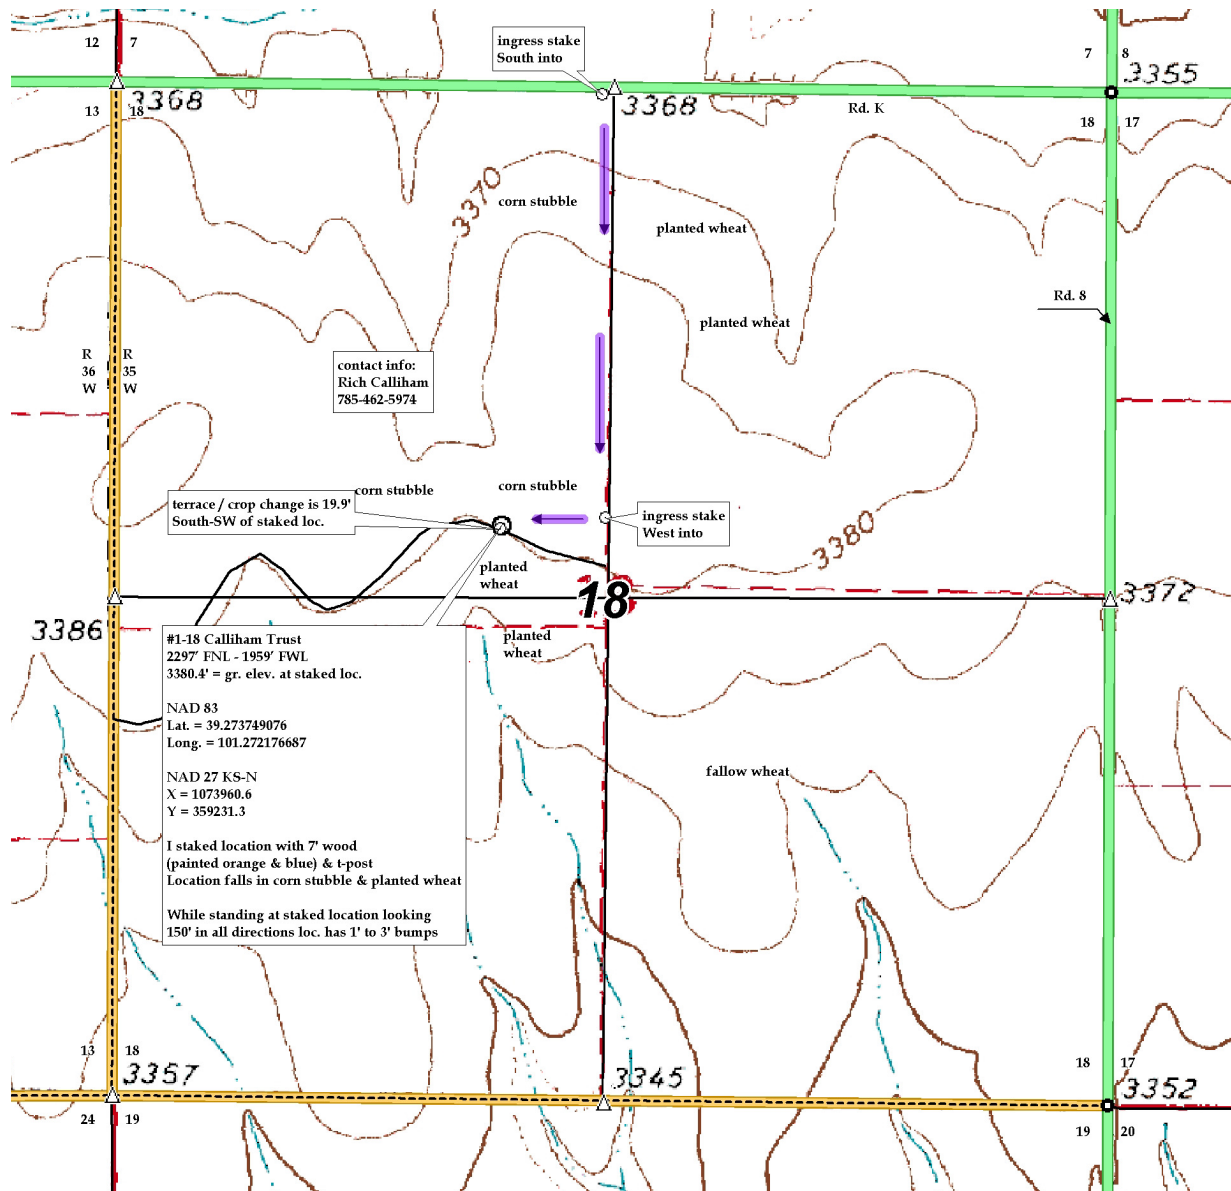 12 7
ingress stake
South into
7 8
3355
3368
13 18
3368
Rd. K
18 17
3370
corn stubble
planted wheat
Rd. 8
planted wheat
R R
36 35
W W
contact info:
Rich Calliham
785-462-5974
corn stubble
corn stubble
terrace / crop change is 19.9'
South-SW of staked loc.
ingress stake
West into
3380
planted
wheat
18
3372
3386
planted
wheat
#1-18 Calliham Trust
2297' FNL - 1959' FWL
3380.4' = gr. elev. at staked loc.
NAD 83
Lat. = 39.273749076
Long. = 101.272176687
NAD 27 KS-N
X = 1073960.6
Y = 359231.3
I staked location with 7' wood
(painted orange & blue) & t-post
Location falls in corn stubble & planted wheat
While standing at staked location looking
150' in all directions loc. has 1' to 3' bumps
fallow wheat
13 18
3357
3345
18 17
3352
24 19
19 20